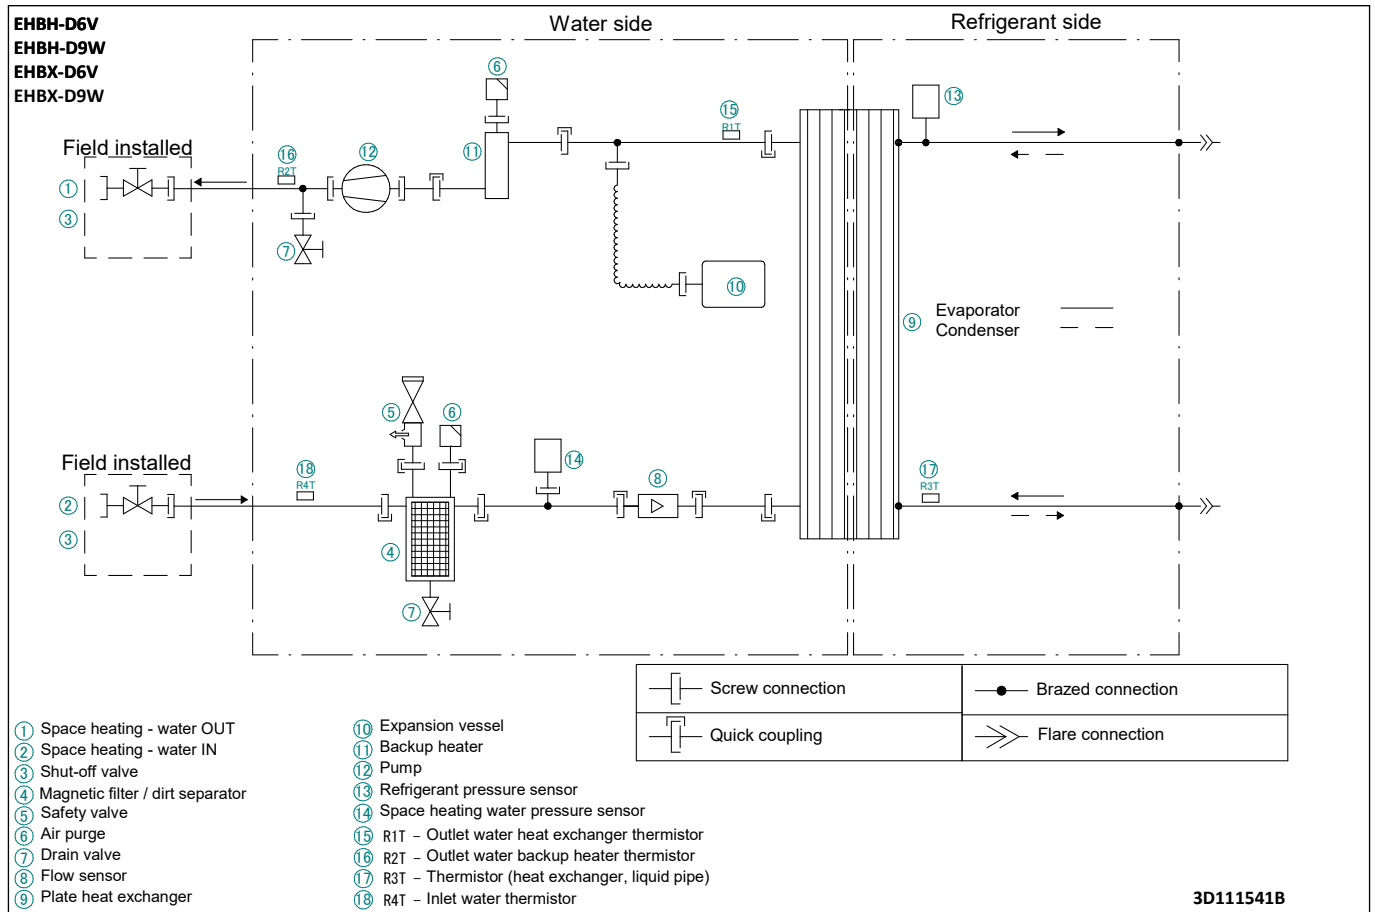 EHBH-D6V
EHBH-D9W
EHBX-D6V
EHBX-D9W
Water side
Refrigerant side
6
13
15
R1T
Field installed
16
R2T
12
11
1
3
7
10
9
Evaporator
Condenser
5
6
Field installed
18
R4T
14
8
17
R3T
2
3
4
7
Screw connection
Brazed connection
Quick coupling
Flare connection
1 Space heating - water OUT
2 Space heating - water IN
3 Shut-off valve
4 Magnetic filter / dirt separator
5 Safety valve
6 Air purge
7 Drain valve
8 Flow sensor
9 Plate heat exchanger
10 Expansion vessel
11 Backup heater
12 Pump
13 Refrigerant pressure sensor
14 Space heating water pressure sensor
15 R1T - Outlet water heat exchanger thermistor
16 R2T - Outlet water backup heater thermistor
17 R3T - Thermistor (heat exchanger, liquid pipe)
18 R4T - Inlet water thermistor
3D111541B